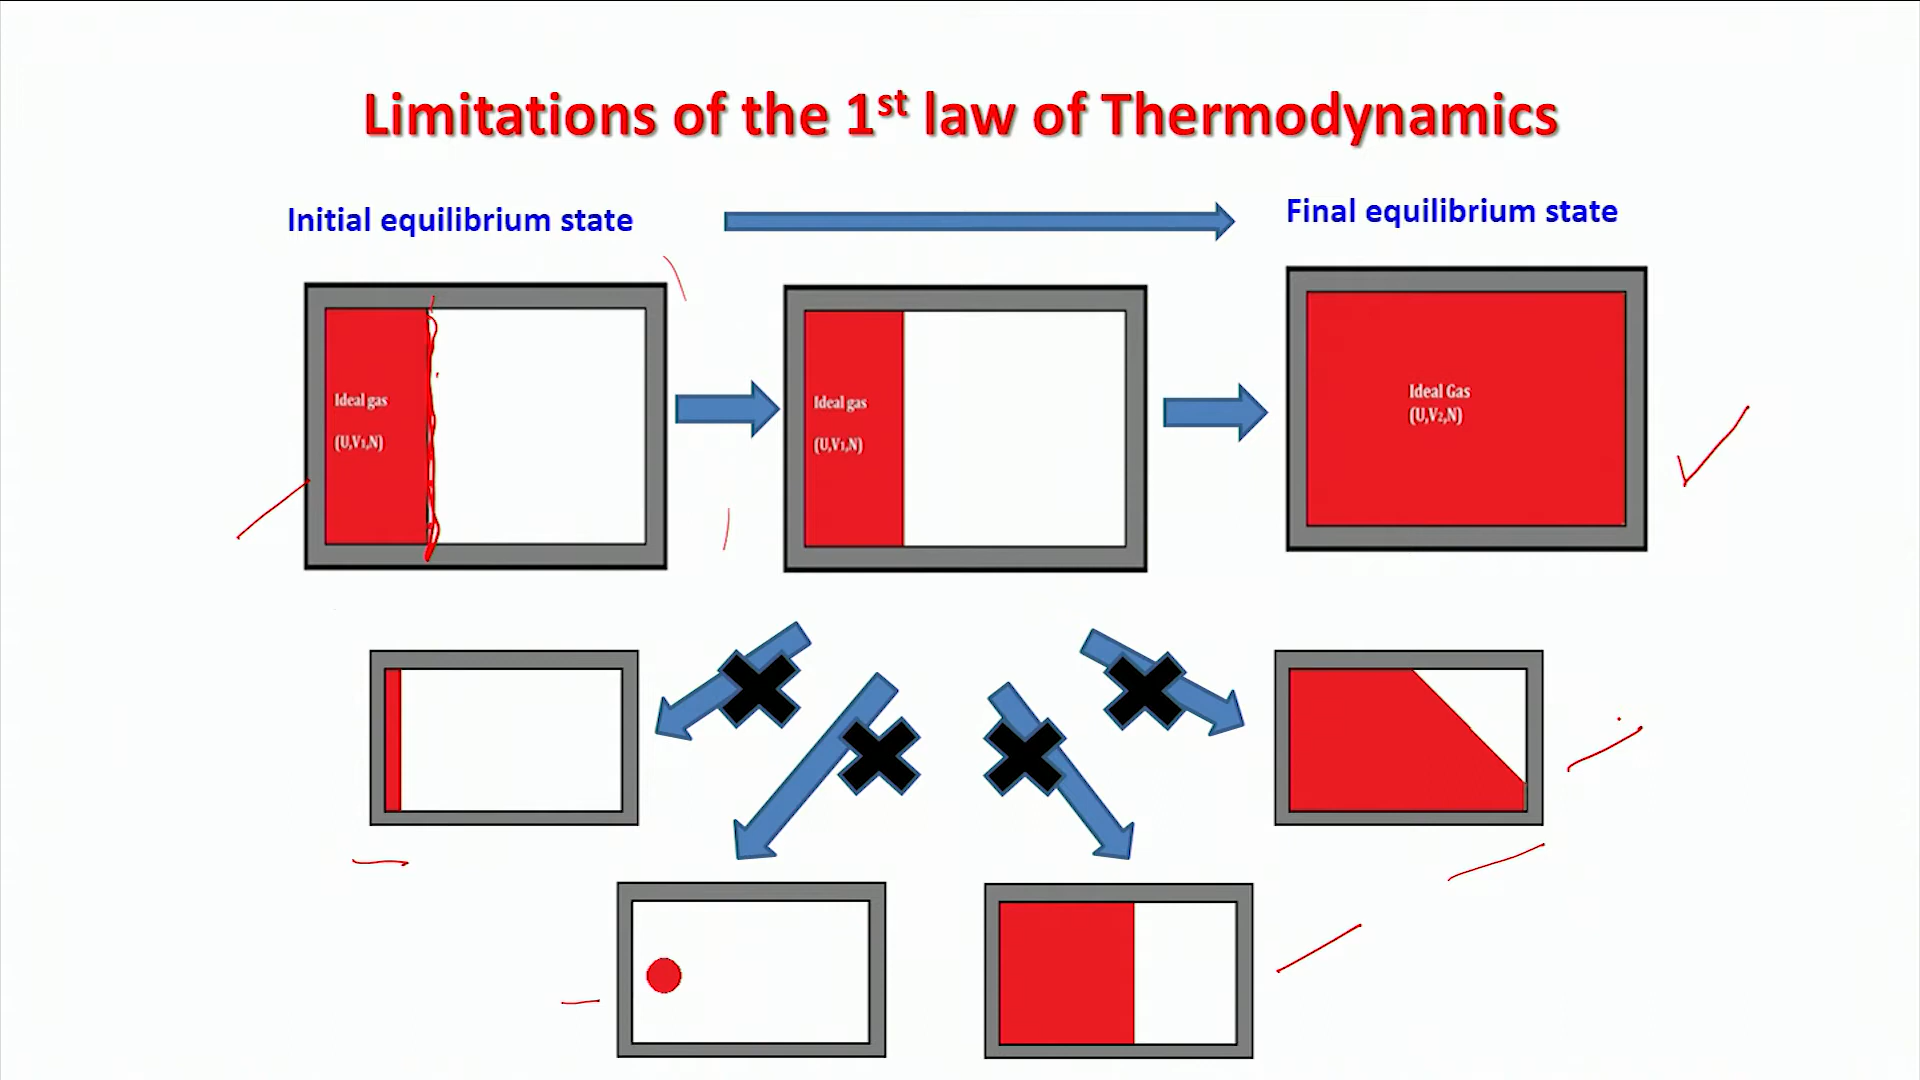 Limitations of the 1st law of Thermodynamics
Initial equilibrium state
Final equilibrium state
Ideal gas
(U,V1,N)
Ideal gas
(U,V1,N)
Ideal Gas
(U,V2,N)